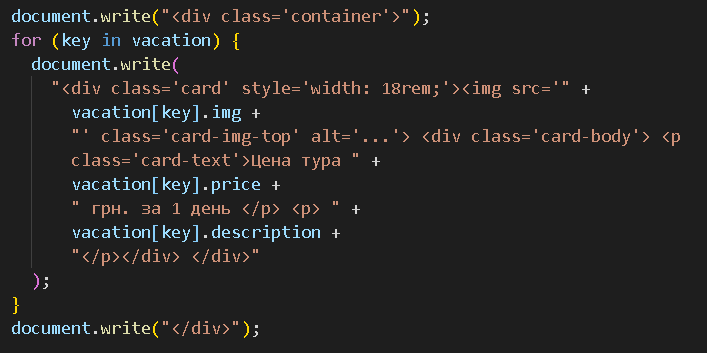 document.write("<div class='container'>");
for (key in vacation) {
  document.write(
    "<div class='card' style='width: 18rem;'><img src='" +
      vacation[key].img +
      "' class='card-img-top' alt='...'> <div class='card-body'> <p
      class='card-text'>Цена тура " +
      vacation[key].price +
      " грн. за 1 день </p> <p> " +
      vacation[key].description +
      "</p></div> </div>"
  );
}
document.write("</div>");